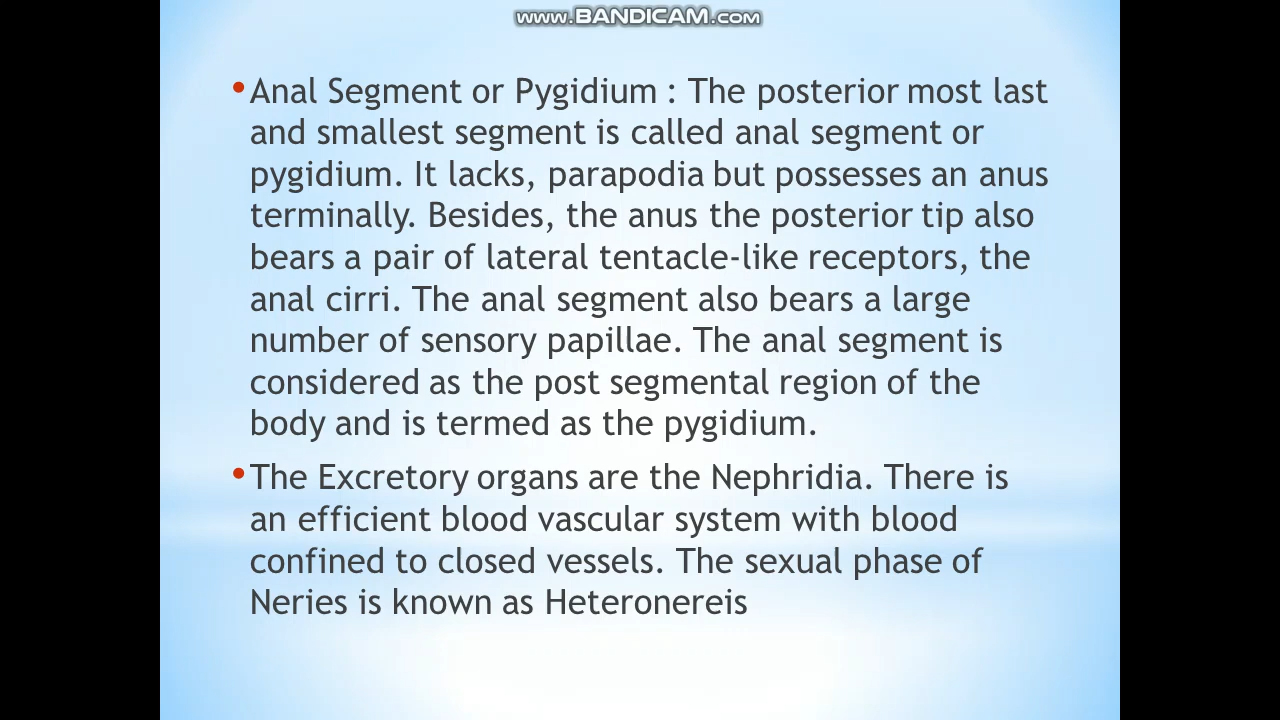 www.BANDICAM.com
•Anal Segment or Pygidium : The posterior most last
and smallest segment is called anal segment or
pygidium. It lacks, parapodia but possesses an anus
terminally. Besides, the anus the posterior tip also
bears a pair of lateral tentacle-like receptors, the
anal cirri. The anal segment also bears a large
number of sensory papillae. The anal segment is
considered as the post segmental region of the
body and is termed as the pygidium.
•The Excretory organs are the Nephridia. There is
an efficient blood vascular system with blood
confined to closed vessels. The sexual phase of
Neries is known as Heteronereis